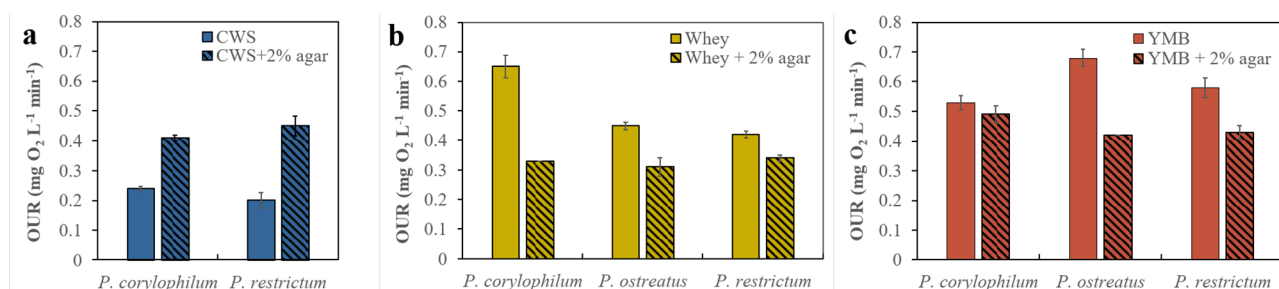 a
CWS
CWS+2% agar
OUR (mg O₂ L⁻¹ min⁻¹)
0.8
0.7
0.6
0.5
0.4
0.3
0.2
0.1
0
P. corylophilum P. restrictum
b
Whey
Whey + 2% agar
OUR (mg O₂ L⁻¹ min⁻¹)
0.8
0.7
0.6
0.5
0.4
0.3
0.2
0.1
0
P. corylophilum P. ostreatus P. restrictum
c
YMB
YMB + 2% agar
OUR (mg O₂ L⁻¹ min⁻¹)
0.8
0.7
0.6
0.5
0.4
0.3
0.2
0.1
0
P. corylophilum P. ostreatus P. restrictum